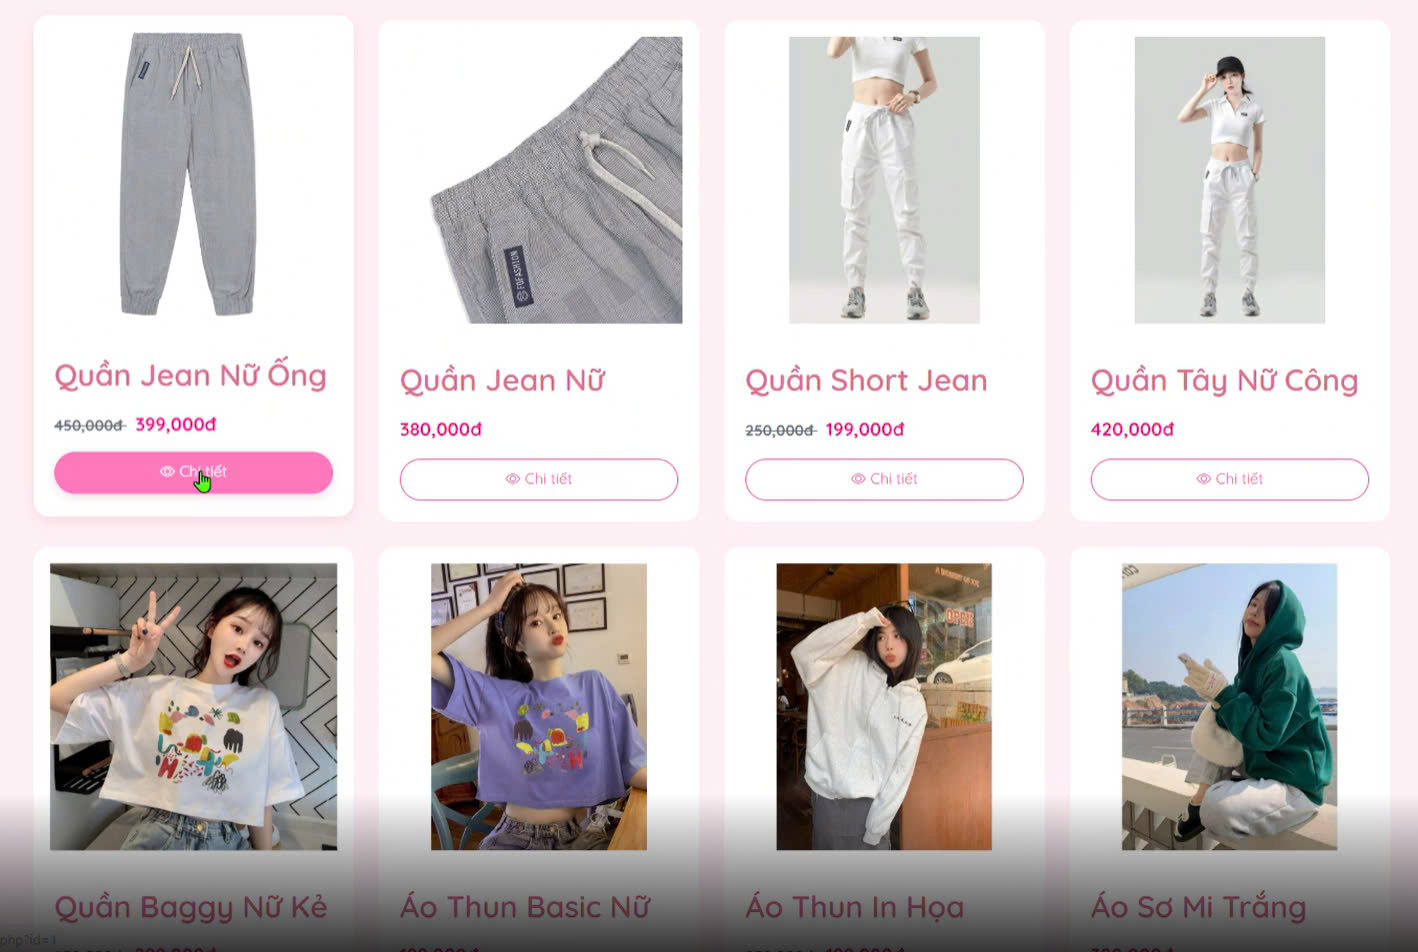 FOFASHION
Quần Jean Nữ Ống
Quần Jean Nữ
Quần Short Jean
Quần Tây Nữ Công
450,000đ 399,000đ
380,000đ
250,000đ 199,000đ
420,000đ
Chi tiết
Chi tiết
Chi tiết
Chi tiết
OPEN
Quần Baggy Nữ Kẻ
Áo Thun Basic Nữ
Áo Thun In Họa
Áo Sơ Mi Trắng
php?id=1